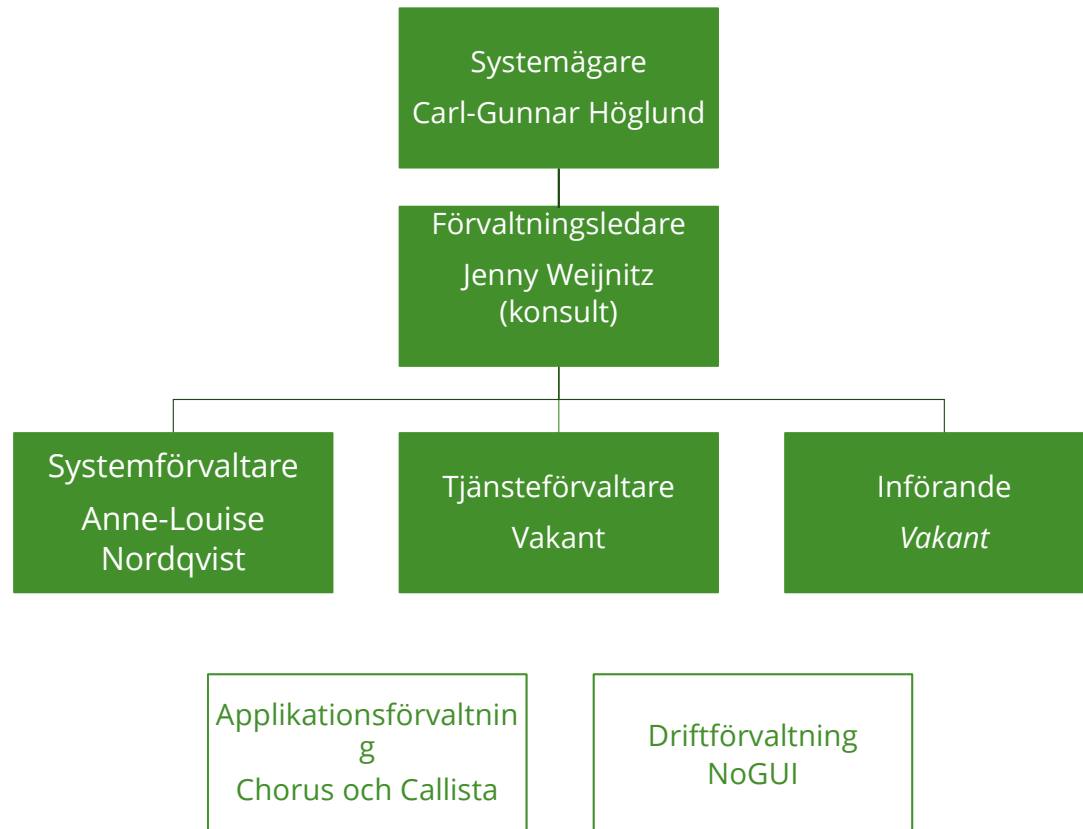 Systemägare
Carl-Gunnar Höglund
Förvaltningsledare
Jenny Weijnitz
(konsult)
Systemförvaltare
Anne-Louise
Nordqvist
Tjänsteförvaltare
Vakant
Införande
Vakant
Applikationsförvaltnin
g
Chorus och Callista
Driftförvaltning
NoGUI